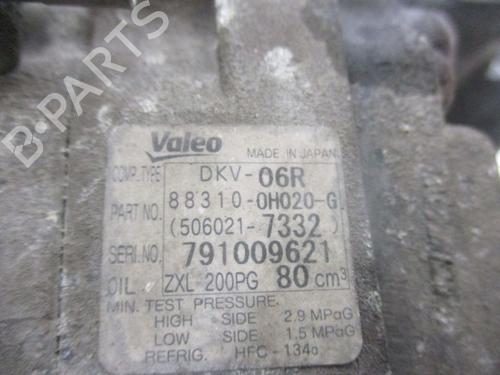 B-PARTS
Valeo MADE IN JAPAN
COMP.TYPE DKV-06R
PART NO. 88310-0H020-G
(506021-7332)
SERI.NO. 791009621
OIL ZXL-200PG 80 cm³
MIN. TEST PRESSURE.
HIGH SIDE 2.9 MPaG
LOW SIDE 1.5 MPaG
REFRIG. HFC-134a